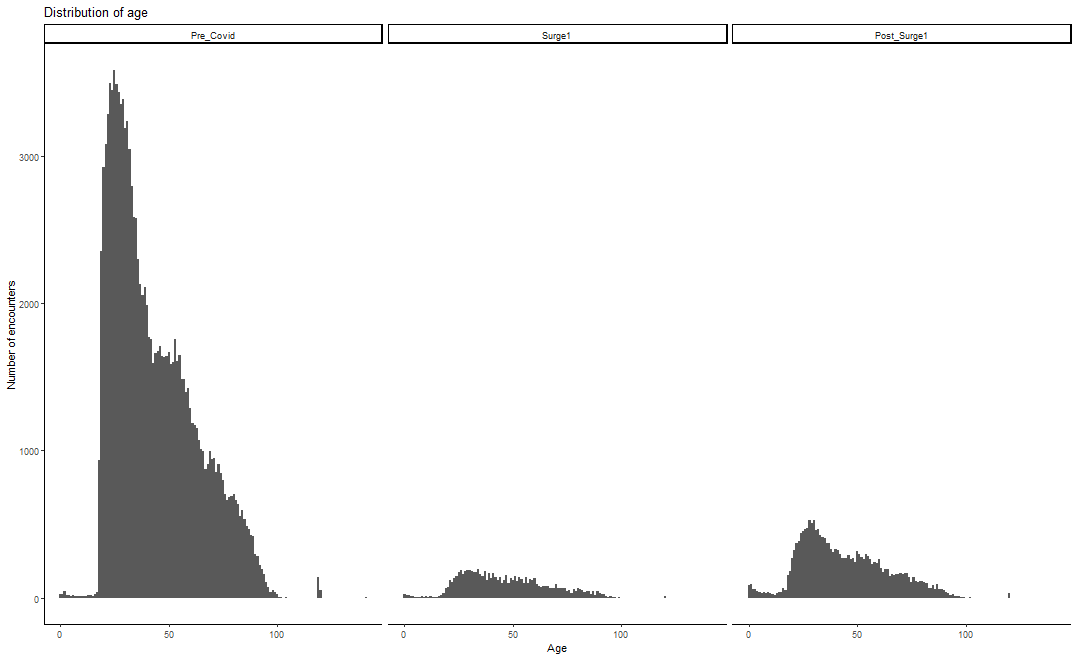 Distribution of age
Pre_Covid Surge1 Post_Surge1
3000
2000
1000
0
Number of encounters
0 50 100 0 50 100 0 50 100
Age